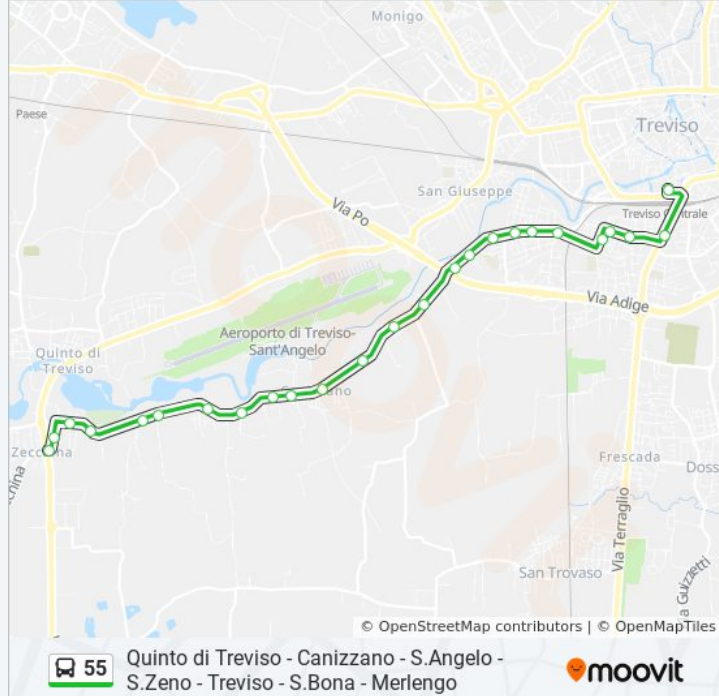 Monigo
Paese
Treviso
San Giuseppe
Via Po
Treviso Centrale
Via Adige
Aeroporto di Treviso-
Sant'Angelo
Quinto di
Treviso
Frescada
Doss
Via Terraglio
San Trovaso
© OpenStreetMap contributors | © OpenMapTiles
55
Quinto di Treviso - Canizzano - S.Angelo -
S.Zeno - Treviso - S.Bona - Merlengo
moovit